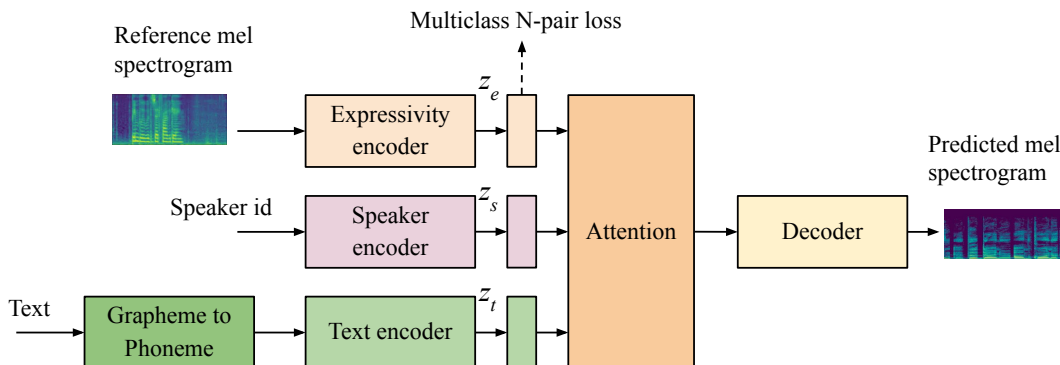 Multiclass N-pair loss
Reference mel
spectrogram
z_e
Expressivity
encoder
Speaker id
z_s
Speaker
encoder
Text
Grapheme to
Phoneme
z_t
Text encoder
Attention
Decoder
Predicted mel
spectrogram